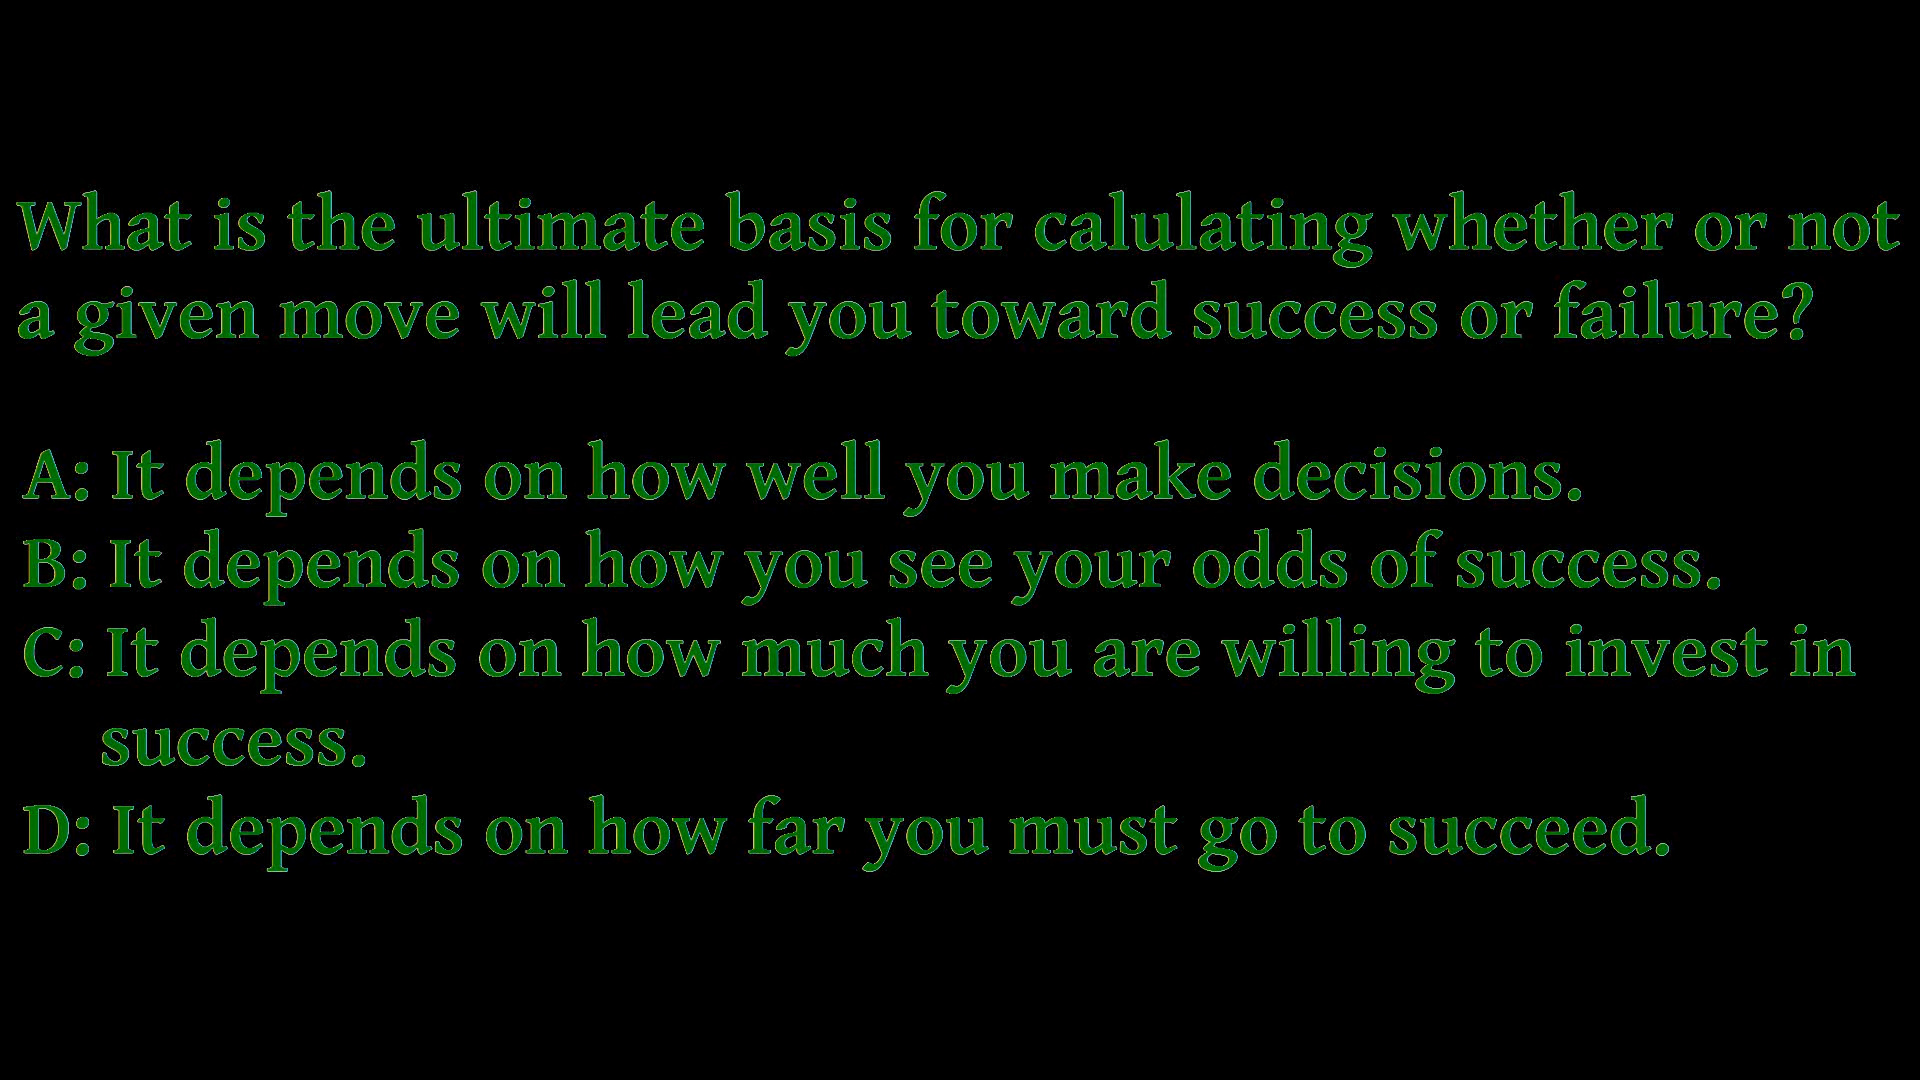 What is the ultimate basis for calulating whether or not
a given move will lead you toward success or failure?
A: It depends on how well you make decisions.
B: It depends on how you see your odds of success.
C: It depends on how much you are willing to invest in
success.
D: It depends on how far you must go to succeed.